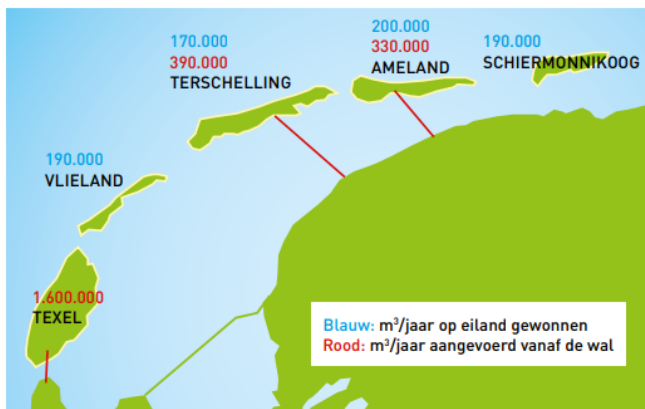 170.000
390.000
TERSCHELLING
200.000
330.000
AMELAND
190.000
SCHIERMONNIKOOG
190.000
VLIELAND
1.600.000
TEXEL
Blauw: m³/jaar op eiland gewonnen
Rood: m³/jaar aangevoerd vanaf de wal